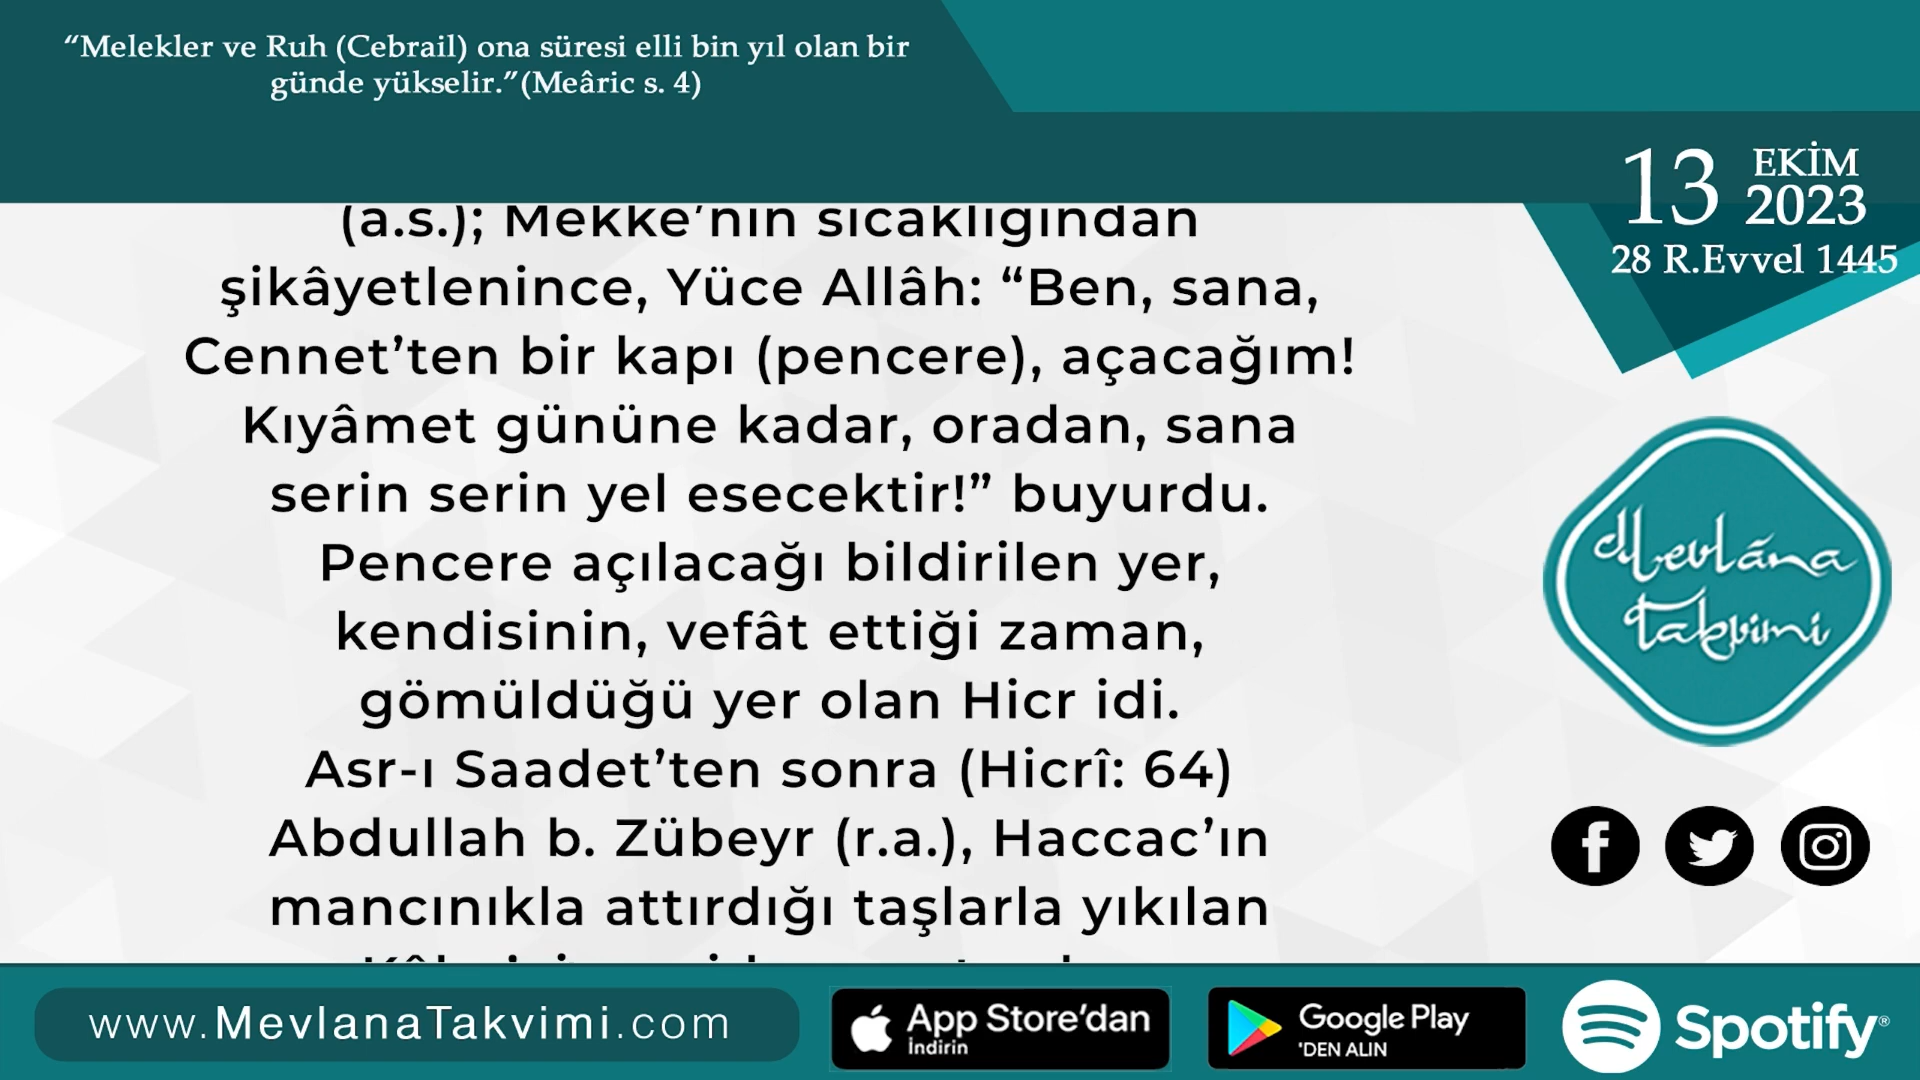 “Melekler ve Ruh (Cebrail) ona süresi elli bin yıl olan bir
günde yükselir.”(Meâric s. 4)
13 EKİM
2023
28 R.Evvel 1445
(a.s.); Mekke’nin sıcaklığından
şikâyetlenince, Yüce Allâh: “Ben, sana,
Cennet’ten bir kapı (pencere), açacağım!
Kıyâmet gününe kadar, oradan, sana
serin serin yel esecektir!” buyurdu.
Pencere açılacağı bildirilen yer,
kendisinin, vefât ettiği zaman,
gömüldüğü yer olan Hicr idi.
Asr-ı Saadet’ten sonra (Hicrî: 64)
Abdullah b. Zübeyr (r.a.), Haccac’ın
mancınıkla attırdığı taşlarla yıkılan
Mevlâna
Takvimi
www.MevlanaTakvimi.com
App Store’dan
İndirin
Google Play
'DEN ALIN
Spotify®